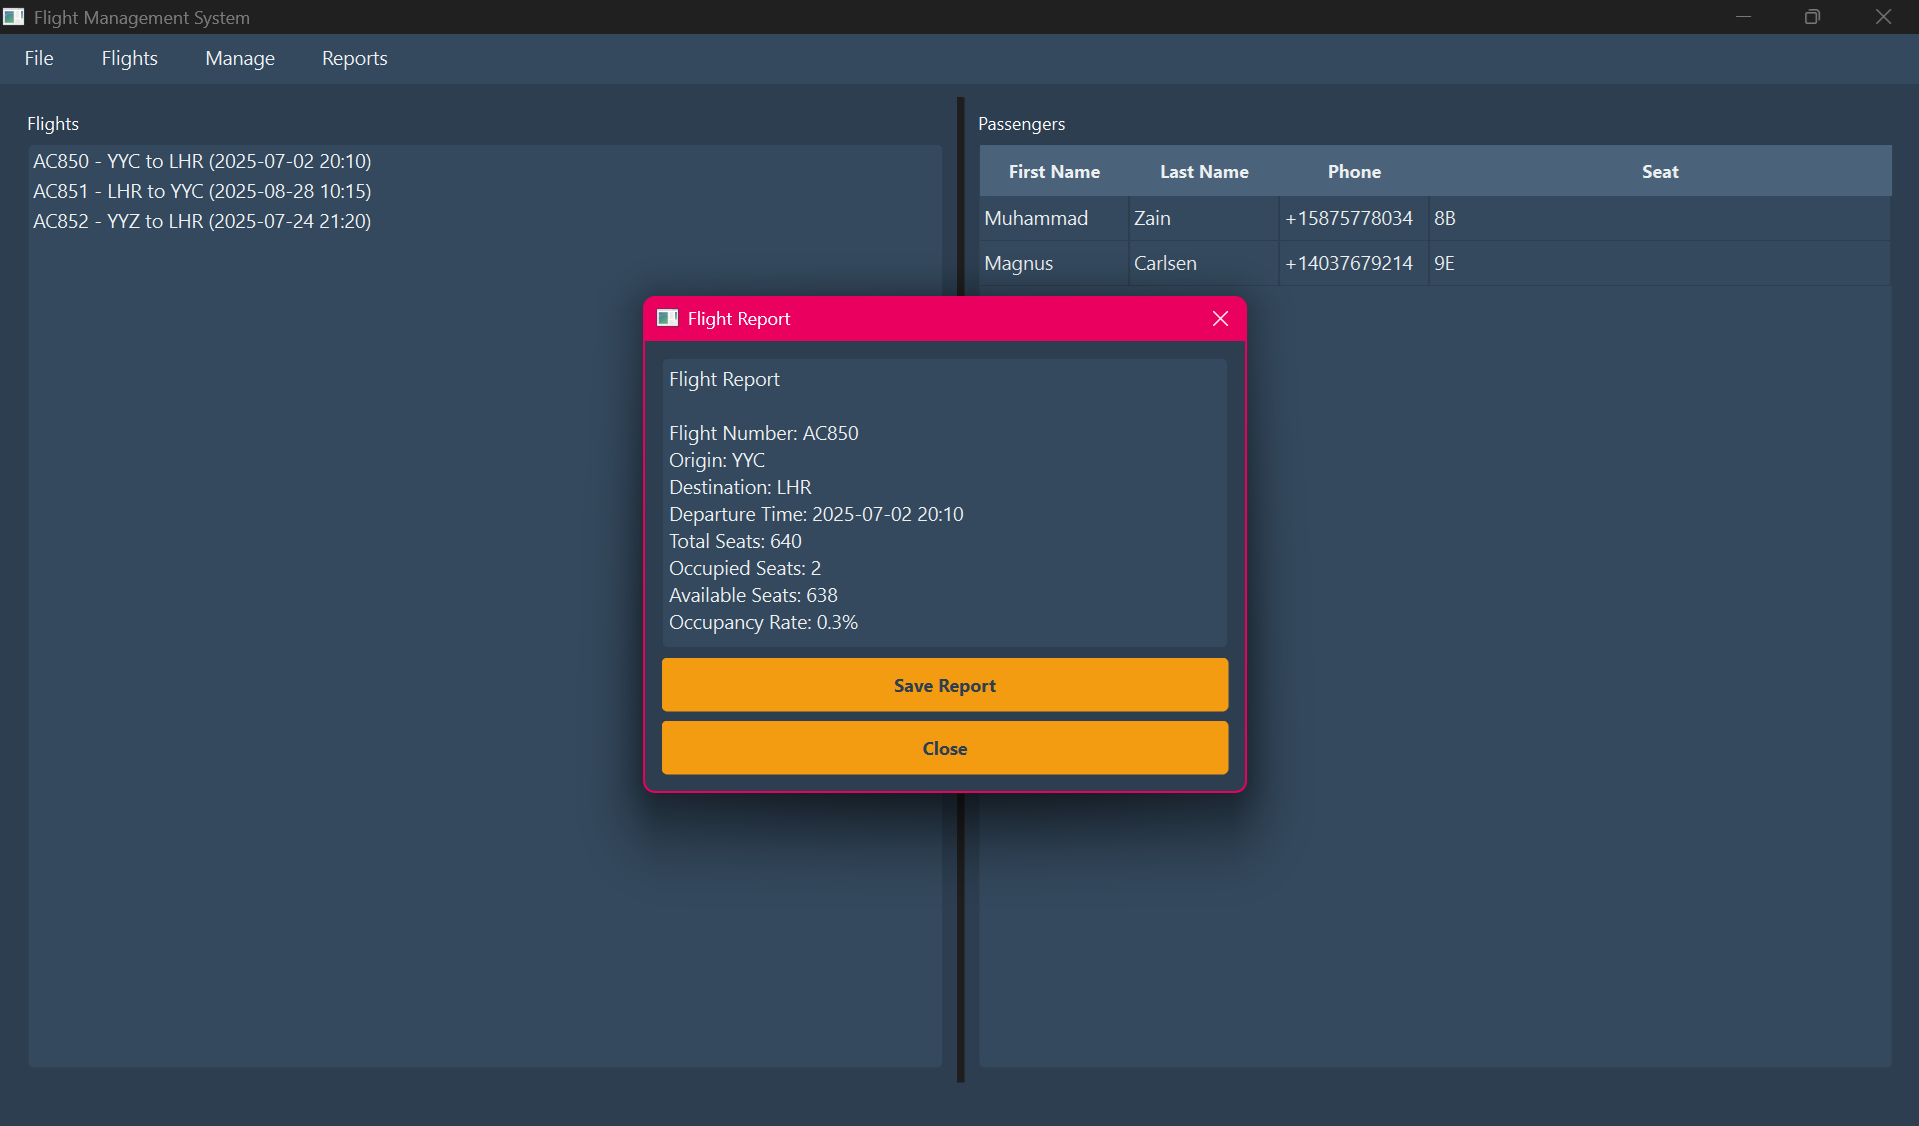 Flight Management System
File Flights Manage Reports
Flights
AC850 - YYC to LHR (2025-07-02 20:10)
AC851 - LHR to YYC (2025-08-28 10:15)
AC852 - YYZ to LHR (2025-07-24 21:20)
Passengers
First Name Last Name Phone Seat
Muhammad Zain +15875778034 8B
Magnus Carlsen +14037679214 9E
Flight Report
Flight Report
Flight Number: AC850
Origin: YYC
Destination: LHR
Departure Time: 2025-07-02 20:10
Total Seats: 640
Occupied Seats: 2
Available Seats: 638
Occupancy Rate: 0.3%
Save Report
Close